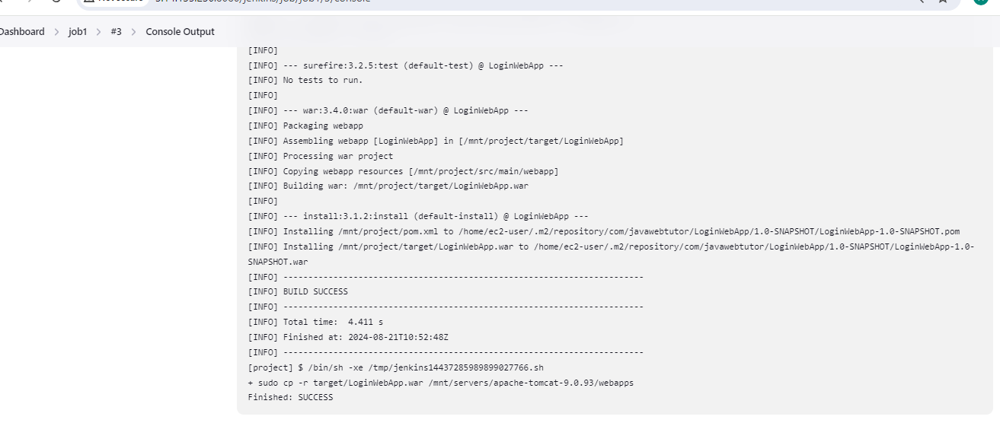 Dashboard > job1 > #3 > Console Output
[INFO]
[INFO] --- surefire:3.2.5:test (default-test) @ LoginWebApp ---
[INFO] No tests to run.
[INFO]
[INFO] --- war:3.4.0:war (default-war) @ LoginWebApp ---
[INFO] Packaging webapp
[INFO] Assembling webapp [LoginWebApp] in [/mnt/project/target/LoginWebApp]
[INFO] Processing war project
[INFO] Copying webapp resources [/mnt/project/src/main/webapp]
[INFO] Building war: /mnt/project/target/LoginWebApp.war
[INFO]
[INFO] --- install:3.1.2:install (default-install) @ LoginWebApp ---
[INFO] Installing /mnt/project/pom.xml to /home/ec2-user/.m2/repository/com/javawebtutor/LoginWebApp/1.0-SNAPSHOT/LoginWebApp-1.0-SNAPSHOT.pom
[INFO] Installing /mnt/project/target/LoginWebApp.war to /home/ec2-user/.m2/repository/com/javawebtutor/LoginWebApp/1.0-SNAPSHOT/LoginWebApp-1.0-
SNAPSHOT.war
[INFO] ------------------------------------------------------------------------
[INFO] BUILD SUCCESS
[INFO] ------------------------------------------------------------------------
[INFO] Total time:  4.411 s
[INFO] Finished at: 2024-08-21T10:52:48Z
[INFO] ------------------------------------------------------------------------
[project] $ /bin/sh -xe /tmp/jenkins14437285989899027766.sh
+ sudo cp -r target/LoginWebApp.war /mnt/servers/apache-tomcat-9.0.93/webapps
Finished: SUCCESS